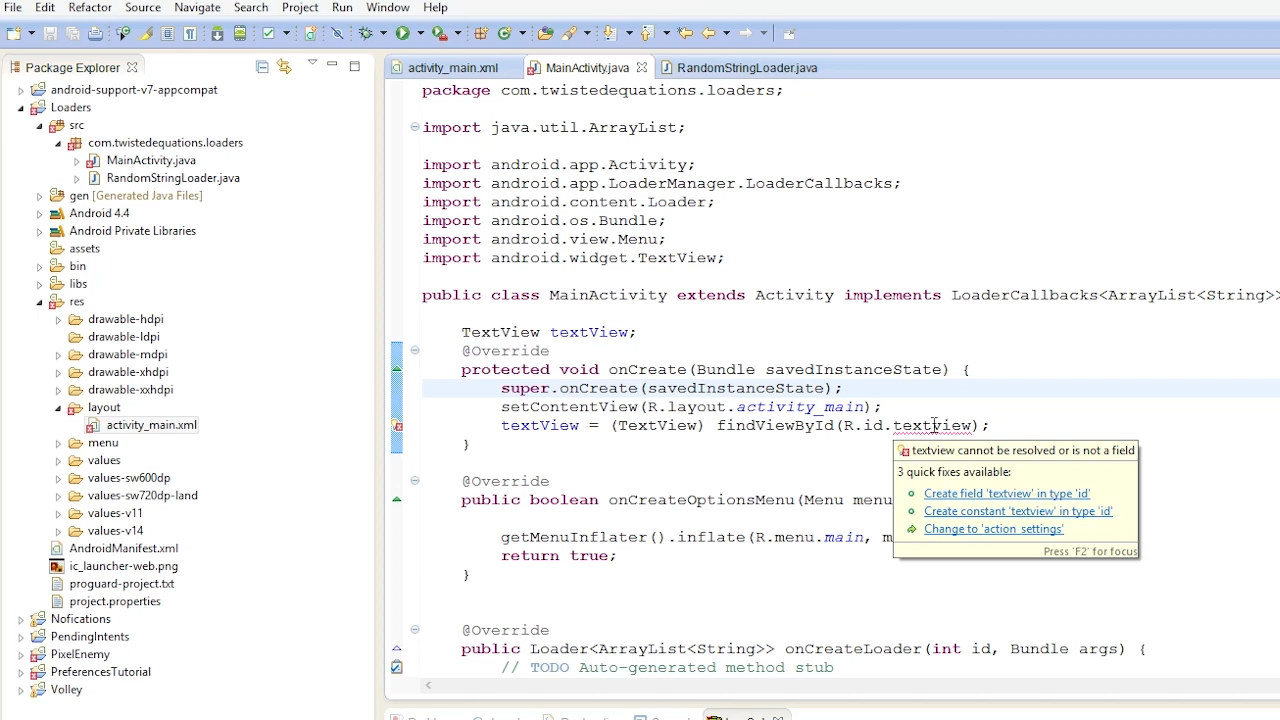 File Edit Refactor Source Navigate Search Project Run Window Help
Package Explorer
activity_main.xml MainActivity.java RandomStringLoader.java
android-support-v7-appcompat
Loaders
src
com.twistedequations.loaders
MainActivity.java
RandomStringLoader.java
gen [Generated Java Files]
Android 4.4
Android Private Libraries
assets
bin
libs
res
drawable-hdpi
drawable-ldpi
drawable-mdpi
drawable-xhdpi
drawable-xxhdpi
layout
activity_main.xml
menu
values
values-sw600dp
values-sw720dp-land
values-v11
values-v14
AndroidManifest.xml
ic_launcher-web.png
proguard-project.txt
project.properties
Nofications
PendingIntents
PixelEnemy
PreferencesTutorial
Volley
package com.twistedequations.loaders;
import java.util.ArrayList;
import android.app.Activity;
import android.app.LoaderManager.LoaderCallbacks;
import android.content.Loader;
import android.os.Bundle;
import android.view.Menu;
import android.widget.TextView;
public class MainActivity extends Activity implements LoaderCallbacks<ArrayList<String>>
TextView textView;
@Override
protected void onCreate(Bundle savedInstanceState) {
super.onCreate(savedInstanceState);
setContentView(R.layout.activity_main);
textView = (TextView) findViewById(R.id.textview);
}
@Override
public boolean onCreateOptionsMenu(Menu menu
getMenuInflater().inflate(R.menu.main, m
return true;
}
@Override
public Loader<ArrayList<String>> onCreateLoader(int id, Bundle args) {
// TODO Auto-generated method stub
textview cannot be resolved or is not a field
3 quick fixes available:
Create field 'textview' in type 'id'
Create constant 'textview' in type 'id'
Change to 'action_settings'
Press 'F2' for focus